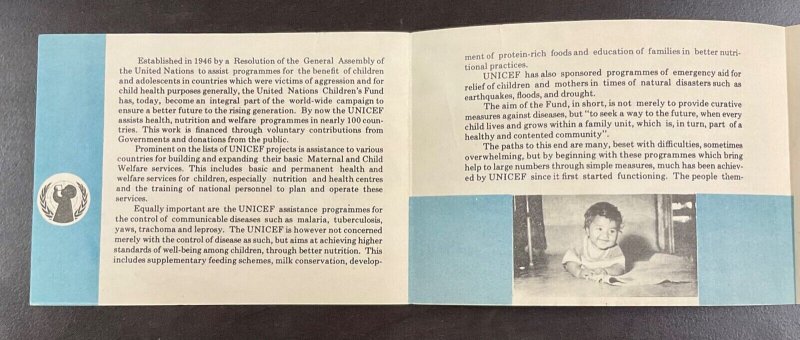 Established in 1946 by a Resolution of the General Assembly of
the United Nations to assist programmes for the benefit of children
and adolescents in countries which were victims of aggression and for
child health purposes generally, the United Nations Children's Fund
has, today, become an integral part of the world-wide campaign to
ensure a better future to the rising generation. By now the UNICEF
assists health, nutrition and welfare programmes in nearly 100 coun-
tries. This work is financed through voluntary contributions from
Governments and donations from the public.
Prominent on the lists of UNICEF projects is assistance to various
countries for building and expanding their basic Maternal and Child
Welfare services. This includes basic and permanent health and
welfare services for children, especially nutrition and health centres
and the training of national personnel to plan and operate these
services.
Equally important are the UNICEF assistance programmes for
the control of communicable diseases such as malaria, tuberculosis,
yaws, trachoma and leprosy. The UNICEF is however not concerned
merely with the control of disease as such, but aims at achieving higher
standards of well-being among children, through better nutrition. This
includes supplementary feeding schemes, milk conservation, develop-
ment of protein-rich foods and education of families in better nutri-
tional practices.
UNICEF has also sponsored programmes of emergency aid for
relief of children and mothers in times of natural disasters such as
earthquakes, floods, and drought.
The aim of the Fund, in short, is not merely to provide curative
measures against diseases, but "to seek a way to the future, when every
child lives and grows within a family unit, which is, in turn, part of a
healthy and contented community".
The paths to this end are many, beset with difficulties, sometimes
overwhelming, but by beginning with these programmes which bring
help to large numbers through simple measures, much has been achiev-
ed by UNICEF since it first started functioning. The people them-